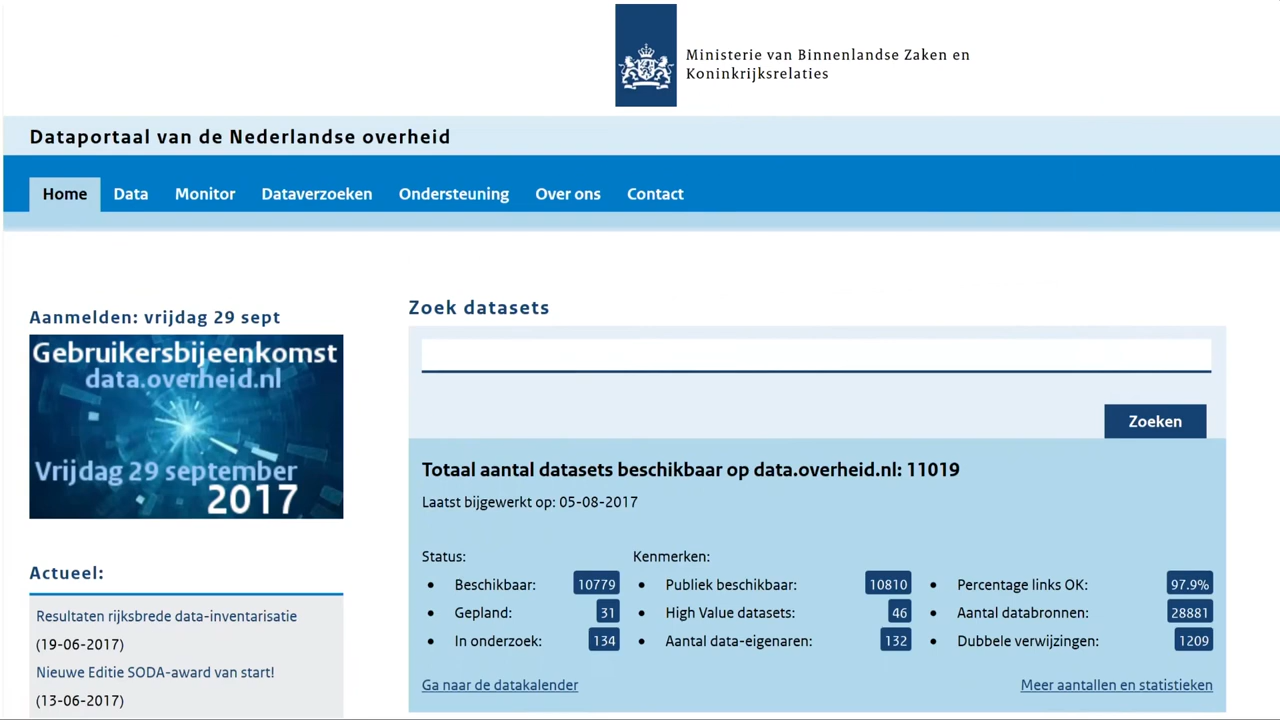 Ministerie van Binnenlandse Zaken en
Koninkrijksrelaties
Dataportaal van de Nederlandse overheid
Home Data Monitor Dataverzoeken Ondersteuning Over ons Contact
Aanmelden: vrijdag 29 sept
Gebruikersbijeenkomst
data.overheid.nl
Vrijdag 29 september
2017
Actueel:
Resultaten rijksbrede data-inventarisatie
(19-06-2017)
Nieuwe Editie SODA-award van start!
(13-06-2017)
Zoek datasets
Zoeken
Totaal aantal datasets beschikbaar op data.overheid.nl: 11019
Laatst bijgewerkt op: 05-08-2017
Status:
Beschikbaar: 10779
Gepland: 31
In onderzoek: 134
Kenmerken:
Publiek beschikbaar: 10810
High Value datasets: 46
Aantal data-eigenaren: 132
Percentage links OK: 97.9%
Aantal databronnen: 28881
Dubbele verwijzingen: 1209
Ga naar de datakalender
Meer aantallen en statistieken